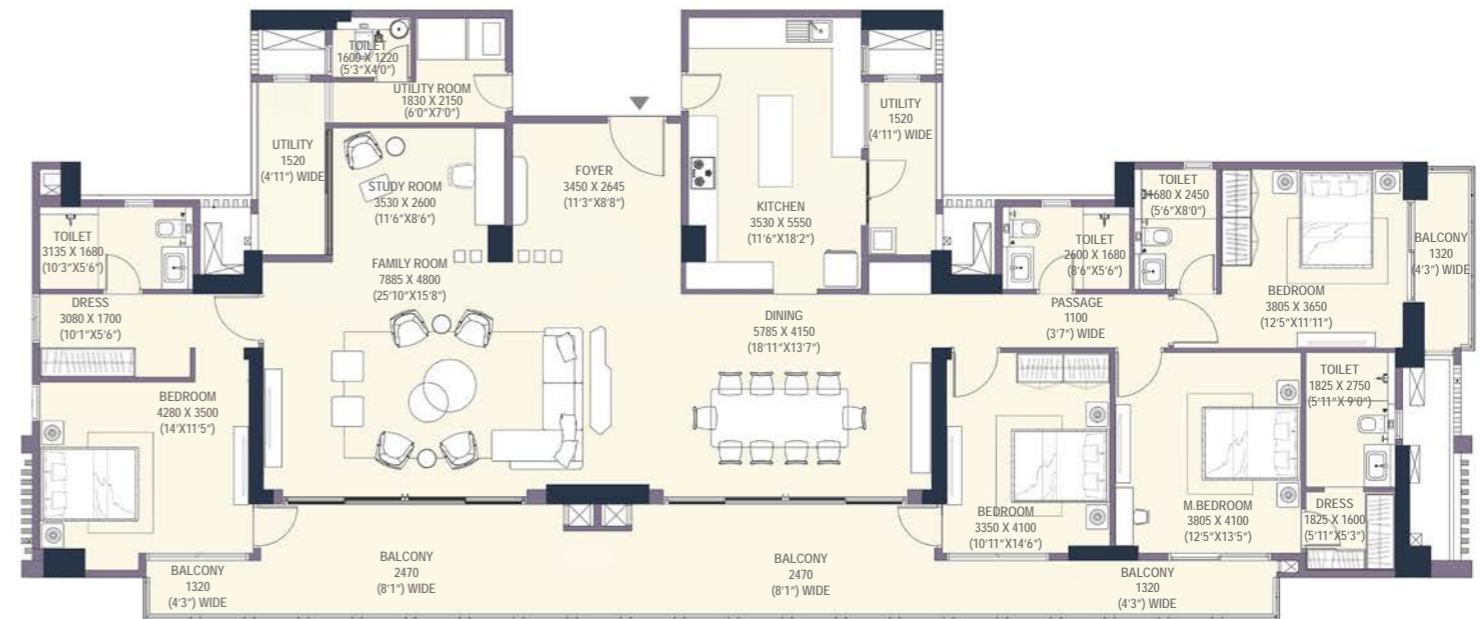 TOILET
1600 X 1220
(5'3"X4'0")
UTILITY ROOM
1830 X 2150
(6'0"X7'0")
UTILITY
1520
(4'11") WIDE
STUDY ROOM
3530 X 2600
(11'6"X8'6")
FOYER
3450 X 2645
(11'3"X8'8")
KITCHEN
3530 X 5550
(11'6"X18'2")
UTILITY
1520
(4'11") WIDE
TOILET
3135 X 1680
(10'3"X5'6")
FAMILY ROOM
7885 X 4800
(25'10"X15'8")
TOILET
2600 X 1680
(8'6"X5'6")
TOILET
1680 X 2450
(5'6"X8'0")
BEDROOM
3805 X 3650
(12'5"X11'11")
BALCONY
1320
(4'3") WIDE
DRESS
3080 X 1700
(10'1"X5'6")
DINING
5785 X 4150
(18'11"X13'7")
PASSAGE
1100
(3'7") WIDE
BEDROOM
4280 X 3500
(14'X11'5")
TOILET
1825 X 2750
(5'11"X 9'0")
BEDROOM
3350 X 4100
(10'11"X14'6")
M.BEDROOM
3805 X 4100
(12'5"X13'5")
DRESS
1825 X 1600
(5'11"X5'3")
BALCONY
1320
(4'3") WIDE
BALCONY
2470
(8'1") WIDE
BALCONY
2470
(8'1") WIDE
BALCONY
1320
(4'3") WIDE